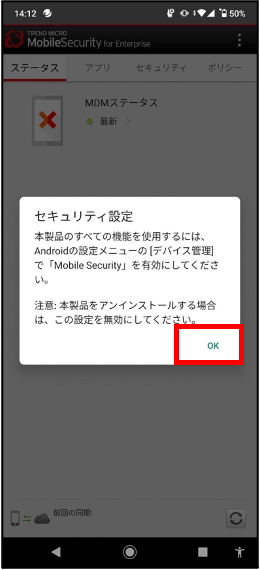 14:12
50%
TREND MICRO
MobileSecurity for Enterprise
ステータス アプリ セキュリティ ポリシー
MDMステータス
最新
セキュリティ設定
本製品のすべての機能を使用するには、
Androidの設定メニューの [デバイス管理]
で「Mobile Security」を有効にしてくださ
い。
注意: 本製品をアンインストールする場合
は、この設定を無効にしてください。
OK
前回の同期: